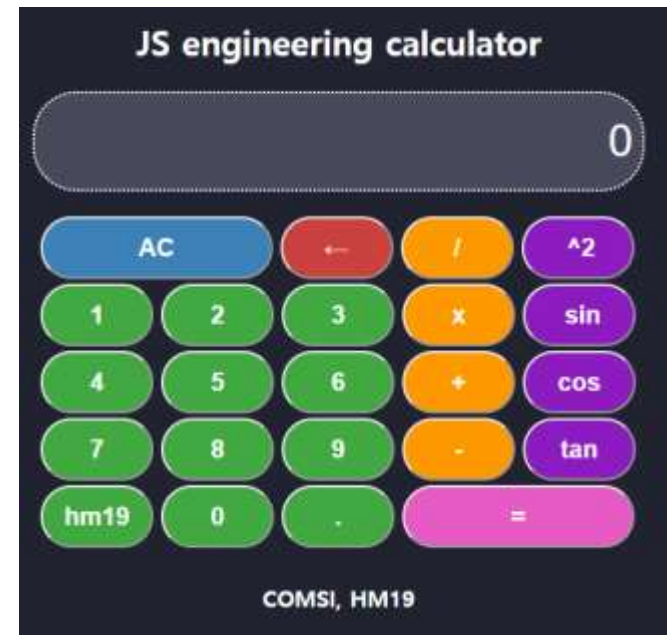 JS engineering calculator
0
AC ← / ^2
1 2 3 x sin
4 5 6 + cos
7 8 9 - tan
hm19 0 . =
COMSI, HM19